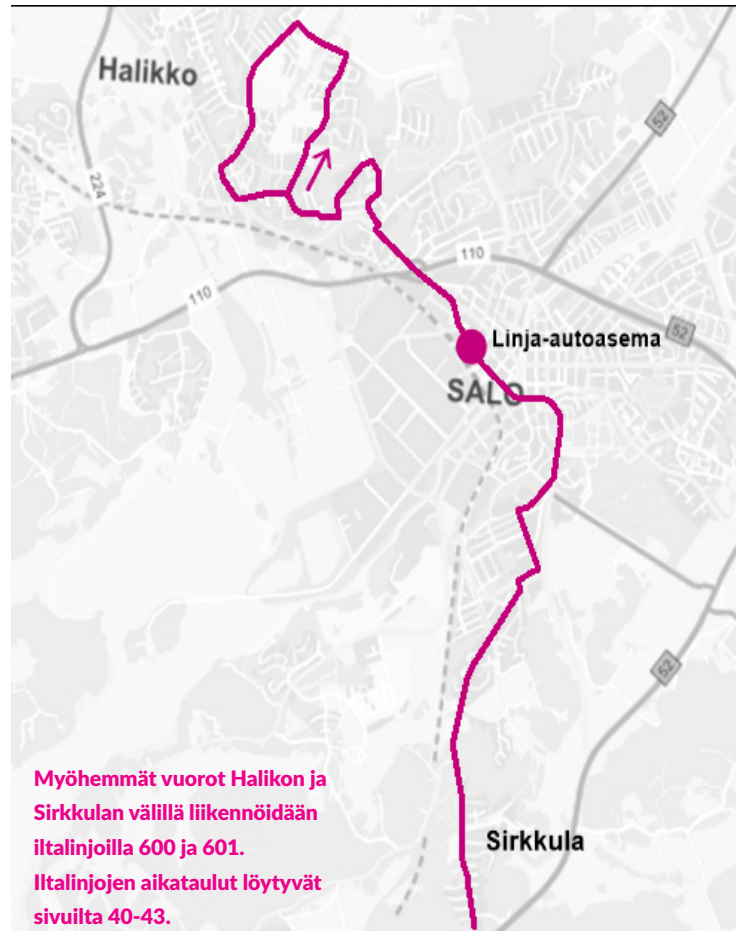 Halikko
52
224
110
110
52
Linja-autoasema
SALO
52
Myöhemmät vuorot Halikon ja
Sirkkulan välillä liikennöidään
iltalinjoilla 600 ja 601.
Iltalinjojen aikataulut löytyvät
sivuilta 40-43.
Sirkkula